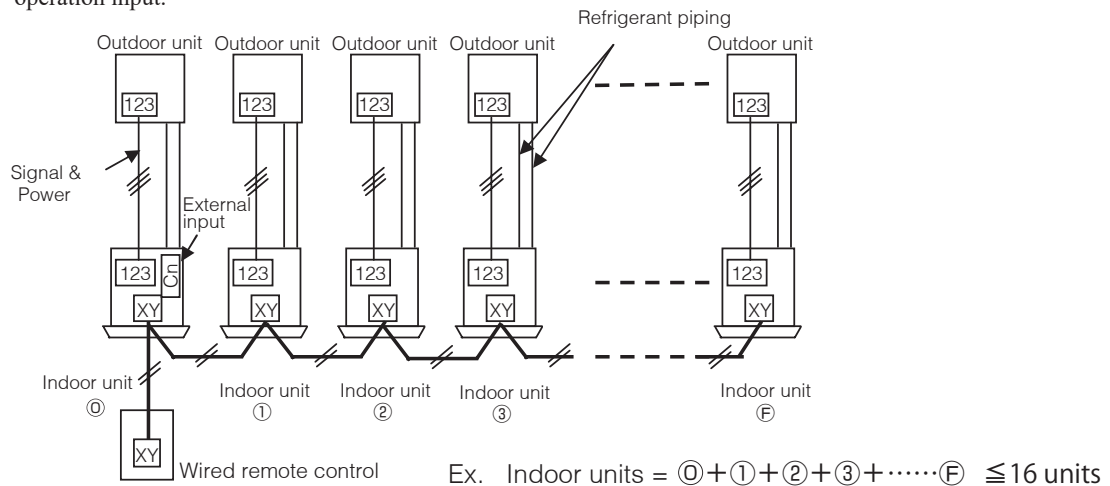 operation input.
Refrigerant piping
Outdoor unit Outdoor unit Outdoor unit Outdoor unit Outdoor unit
123 123 123 123 123
Signal &
Power
External
input
123 Cn 123 123 123 123
XY XY XY XY XY
Indoor unit Indoor unit Indoor unit Indoor unit Indoor unit
⓪ ① ② ③ Ⓕ
XY
Wired remote control
Ex. Indoor units = ⓪+①+②+③+······Ⓕ ≦16 units